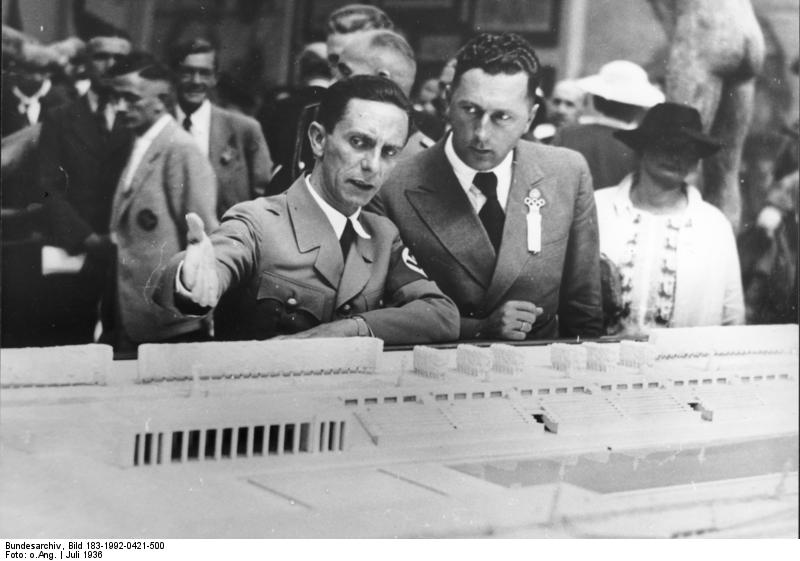 Bundesarchiv, Bild 183-1992-0421-500
Foto: o.Ang. | Juli 1936